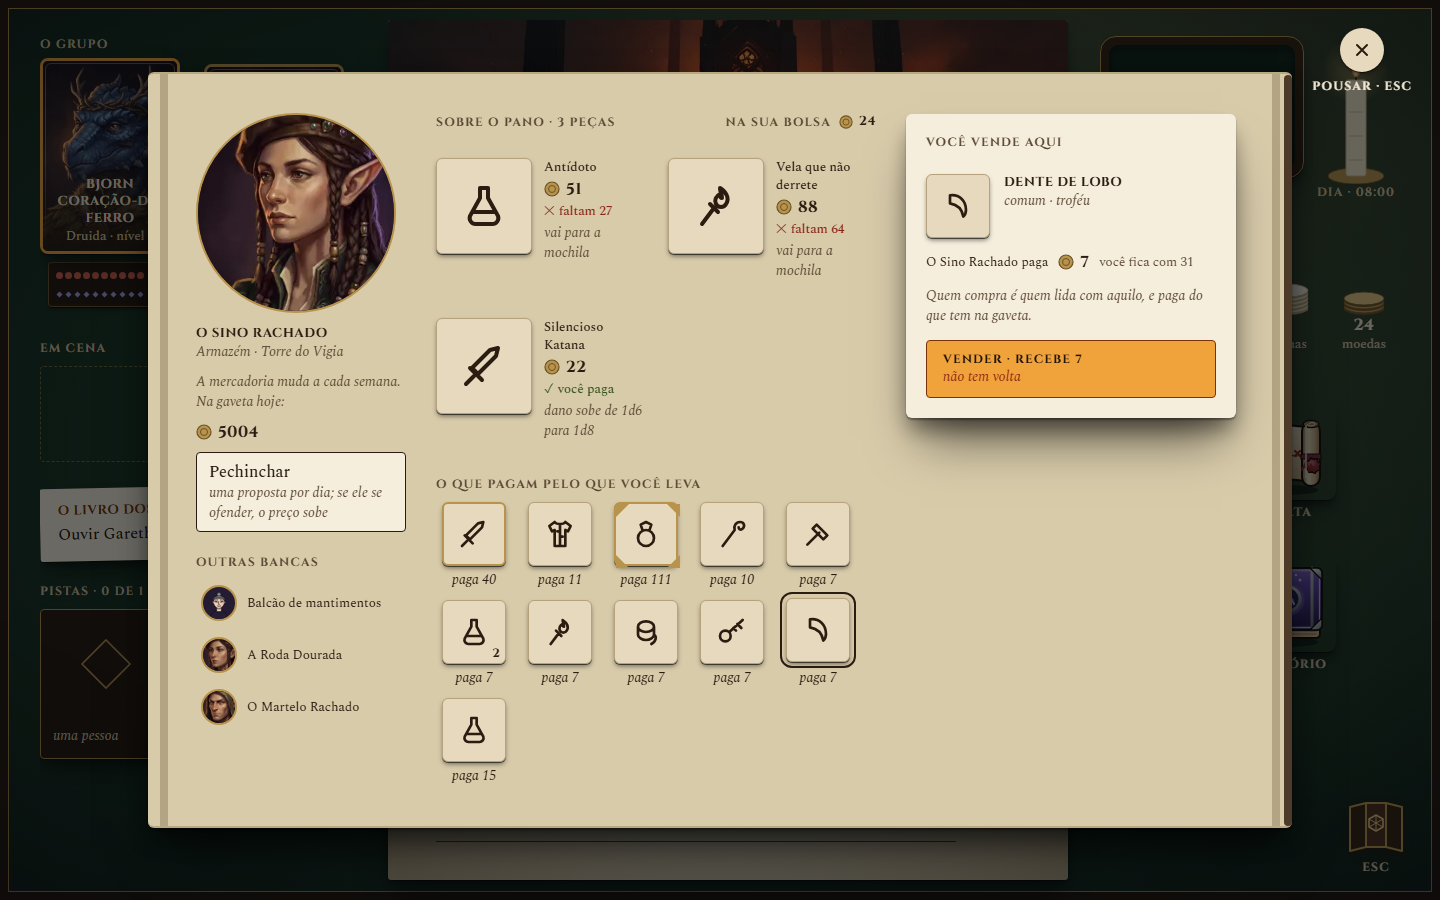 O GRUPO
BJORN
CORAÇÃO-D
FERRO
Druida · nível
EM CENA
O LIVRO DO
Ouvir Garet
PISTAS · 0 DE 1
uma pessoa
O SINO RACHADO
Armazém · Torre do Vigia
A mercadoria muda a cada semana.
Na gaveta hoje:
5004
Pechinchar
uma proposta por dia; se ele se
ofender, o preço sobe
OUTRAS BANCAS
Balcão de mantimentos
A Roda Dourada
O Martelo Rachado
SOBRE O PANO · 3 PEÇAS
NA SUA BOLSA 24
Antídoto
51
× faltam 27
vai para a
mochila
Vela que não
derrete
88
× faltam 64
vai para a
mochila
Silencioso
Katana
22
✓ você paga
dano sobe de 1d6
para 1d8
O QUE PAGAM PELO QUE VOCÊ LEVA
paga 40
paga 11
paga 111
paga 10
paga 7
2
paga 7
paga 7
paga 7
paga 7
paga 7
paga 15
VOCÊ VENDE AQUI
DENTE DE LOBO
comum · troféu
O Sino Rachado paga 7 você fica com 31
Quem compra é quem lida com aquilo, e paga do
que tem na gaveta.
VENDER · RECEBE 7
não tem volta
POUSAR · ESC
DIA · 08:00
24
moedas
ESC